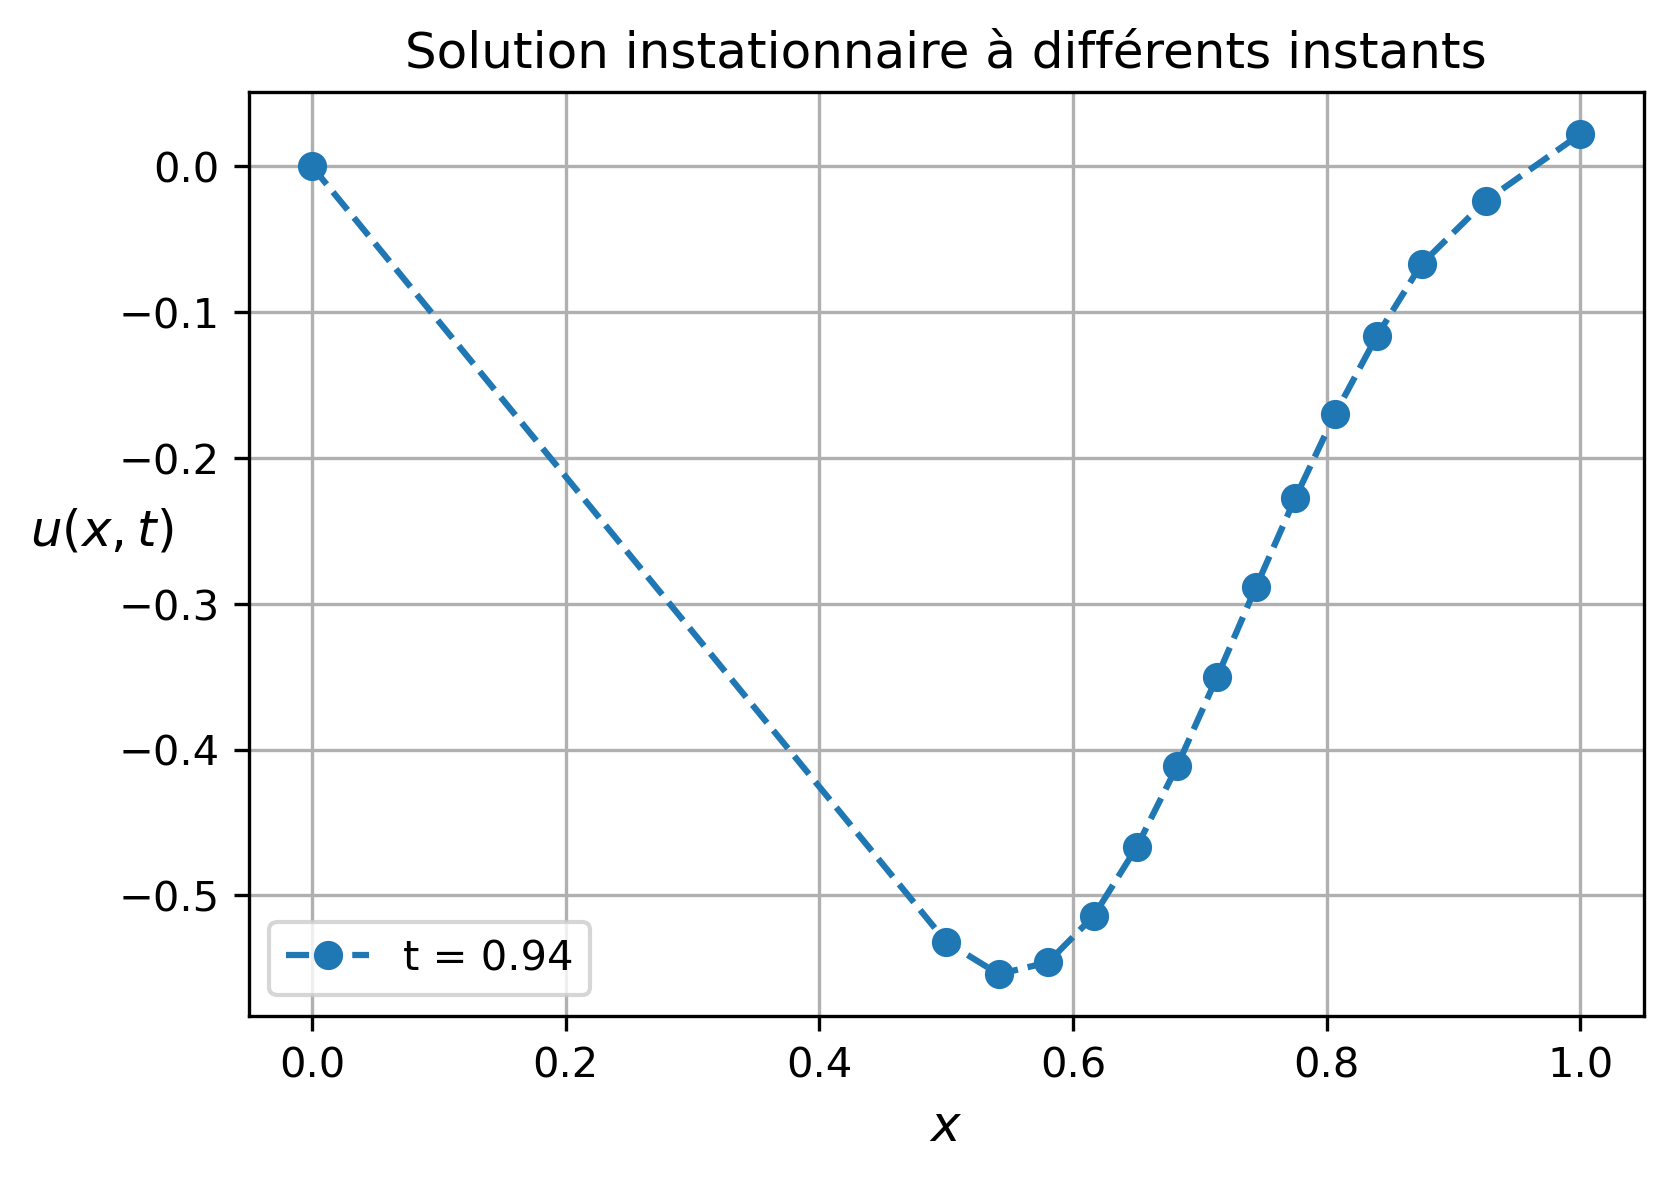 Solution instationnaire à différents instants
0.0
−0.1
−0.2
−0.3
−0.4
−0.5
u(x, t)
t = 0.94
0.0 0.2 0.4 0.6 0.8 1.0
x